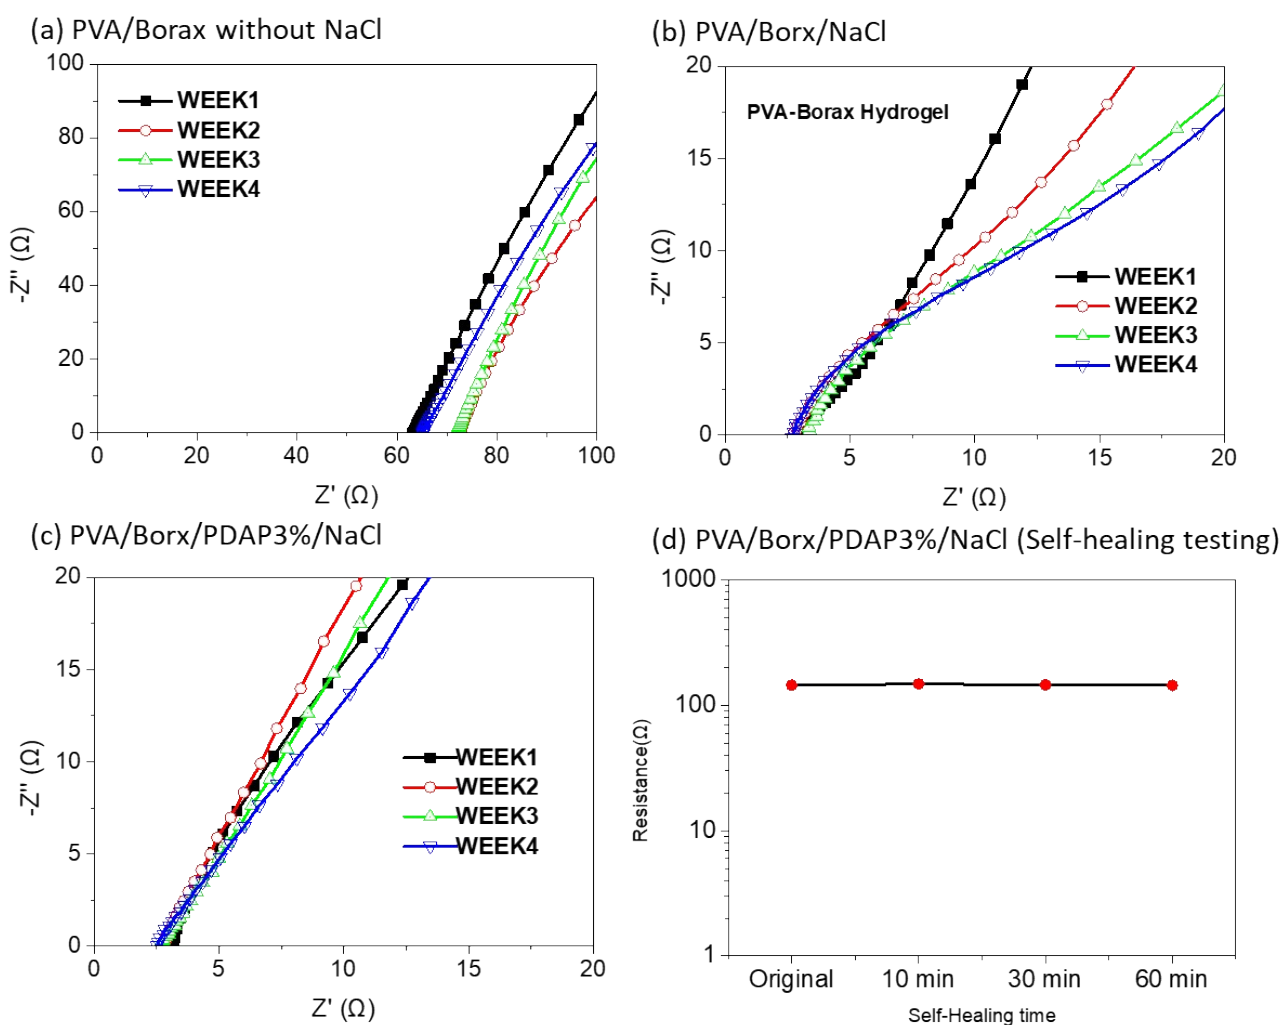 (a) PVA/Borax without NaCl
100
80
60
40
20
0
-Z" (Ω)
WEEK1
WEEK2
WEEK3
WEEK4
0 20 40 60 80 100
Z' (Ω)
(b) PVA/Borx/NaCl
20
15
10
5
0
-Z" (Ω)
PVA-Borax Hydrogel
WEEK1
WEEK2
WEEK3
WEEK4
0 5 10 15 20
Z' (Ω)
(c) PVA/Borx/PDAP3%/NaCl
20
15
10
5
0
-Z" (Ω)
WEEK1
WEEK2
WEEK3
WEEK4
0 5 10 15 20
Z' (Ω)
(d) PVA/Borx/PDAP3%/NaCl (Self-healing testing)
1000
100
10
1
Resistance(Ω)
Original 10 min 30 min 60 min
Self-Healing time